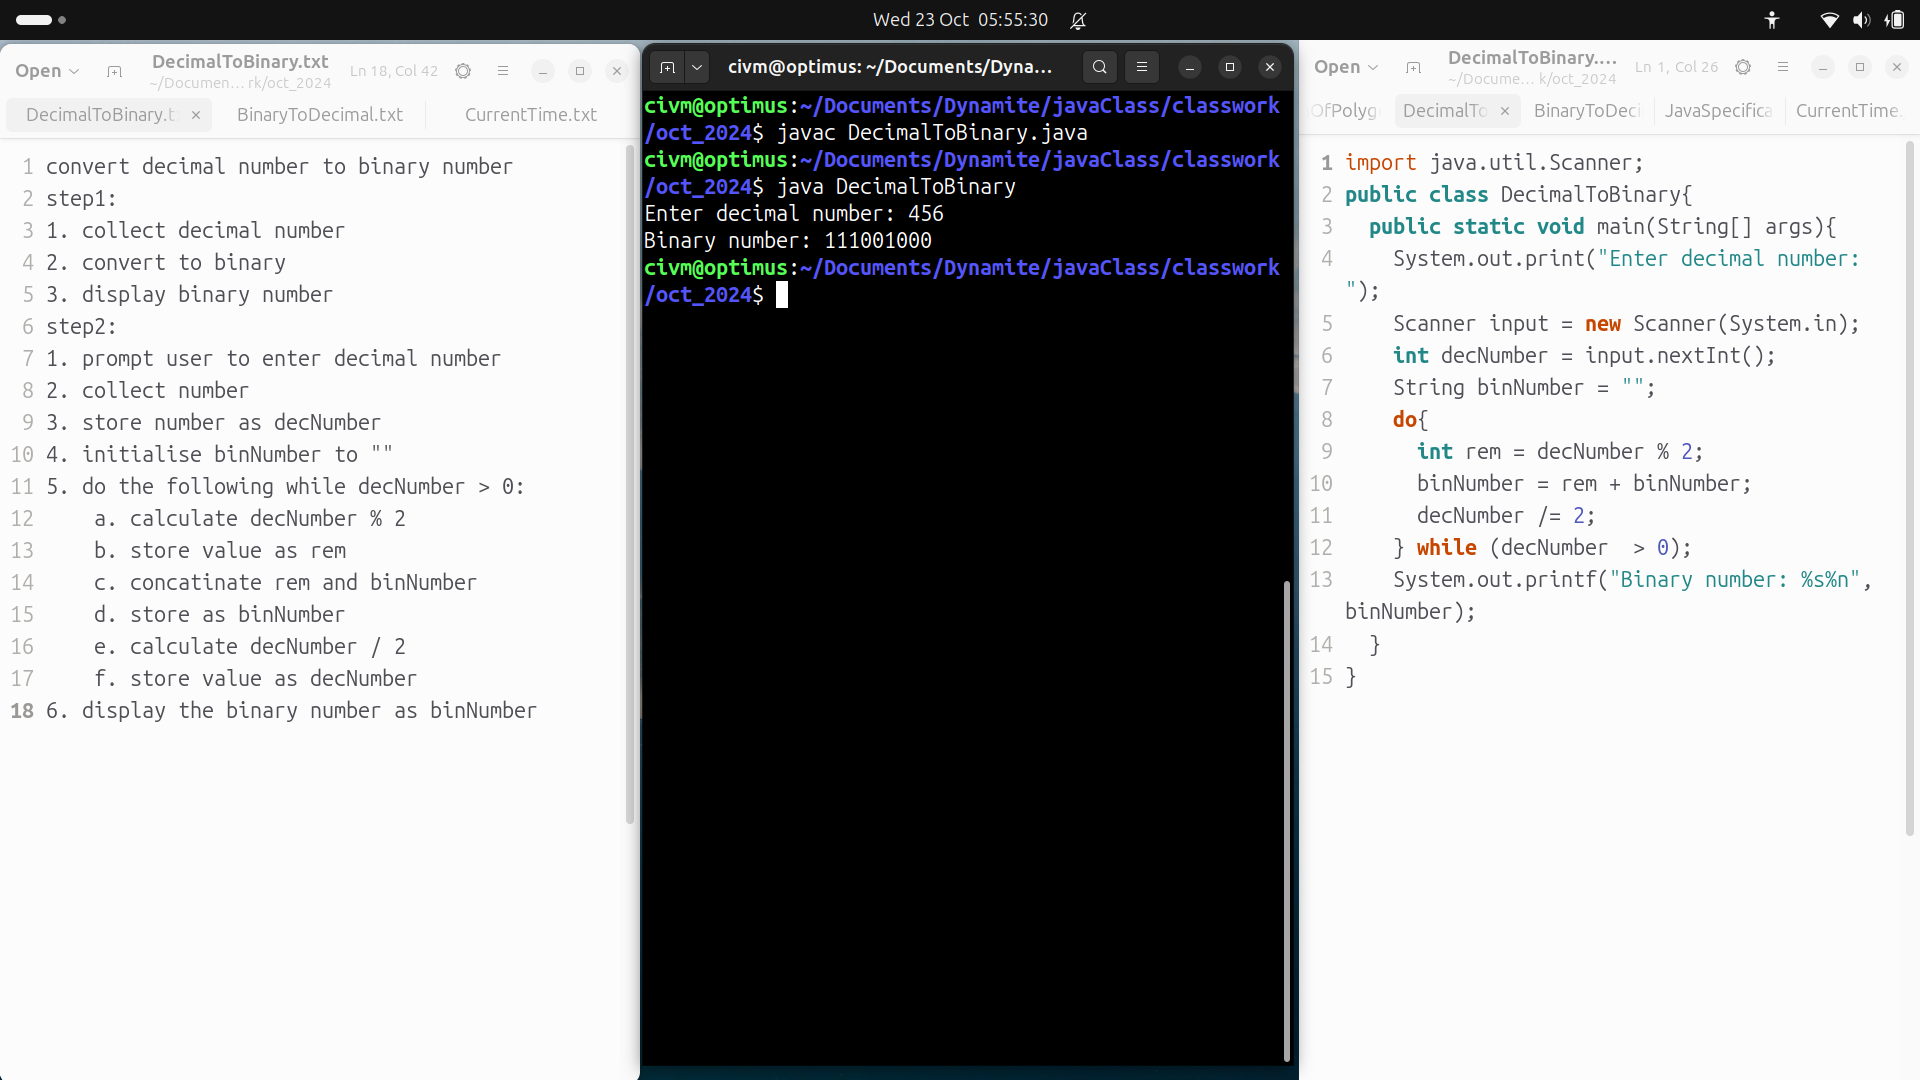 Wed 23 Oct 05:55:30
Open
DecimalToBinary.txt
~/Documen… rk/oct_2024
Ln 18, Col 42
DecimalToBinary.t
BinaryToDecimal.txt
CurrentTime.txt
1 convert decimal number to binary number
2 step1:
3 1. collect decimal number
4 2. convert to binary
5 3. display binary number
6 step2:
7 1. prompt user to enter decimal number
8 2. collect number
9 3. store number as decNumber
10 4. initialise binNumber to ""
11 5. do the following while decNumber > 0:
12 a. calculate decNumber % 2
13 b. store value as rem
14 c. concatinate rem and binNumber
15 d. store as binNumber
16 e. calculate decNumber / 2
17 f. store value as decNumber
18 6. display the binary number as binNumber
civm@optimus: ~/Documents/Dyna…
civm@optimus:~/Documents/Dynamite/javaClass/classwork
/oct_2024$ javac DecimalToBinary.java
civm@optimus:~/Documents/Dynamite/javaClass/classwork
/oct_2024$ java DecimalToBinary
Enter decimal number: 456
Binary number: 111001000
civm@optimus:~/Documents/Dynamite/javaClass/classwork
/oct_2024$
Open
DecimalToBinary.…
~/Docume… k/oct_2024
Ln 1, Col 26
OfPolyg
DecimalTo
BinaryToDeci
JavaSpecifica
CurrentTime.
1 import java.util.Scanner;
2 public class DecimalToBinary{
3 public static void main(String[] args){
4 System.out.print("Enter decimal number:
");
5 Scanner input = new Scanner(System.in);
6 int decNumber = input.nextInt();
7 String binNumber = "";
8 do{
9 int rem = decNumber % 2;
10 binNumber = rem + binNumber;
11 decNumber /= 2;
12 } while (decNumber  > 0);
13 System.out.printf("Binary number: %s%n",
binNumber);
14 }
15 }